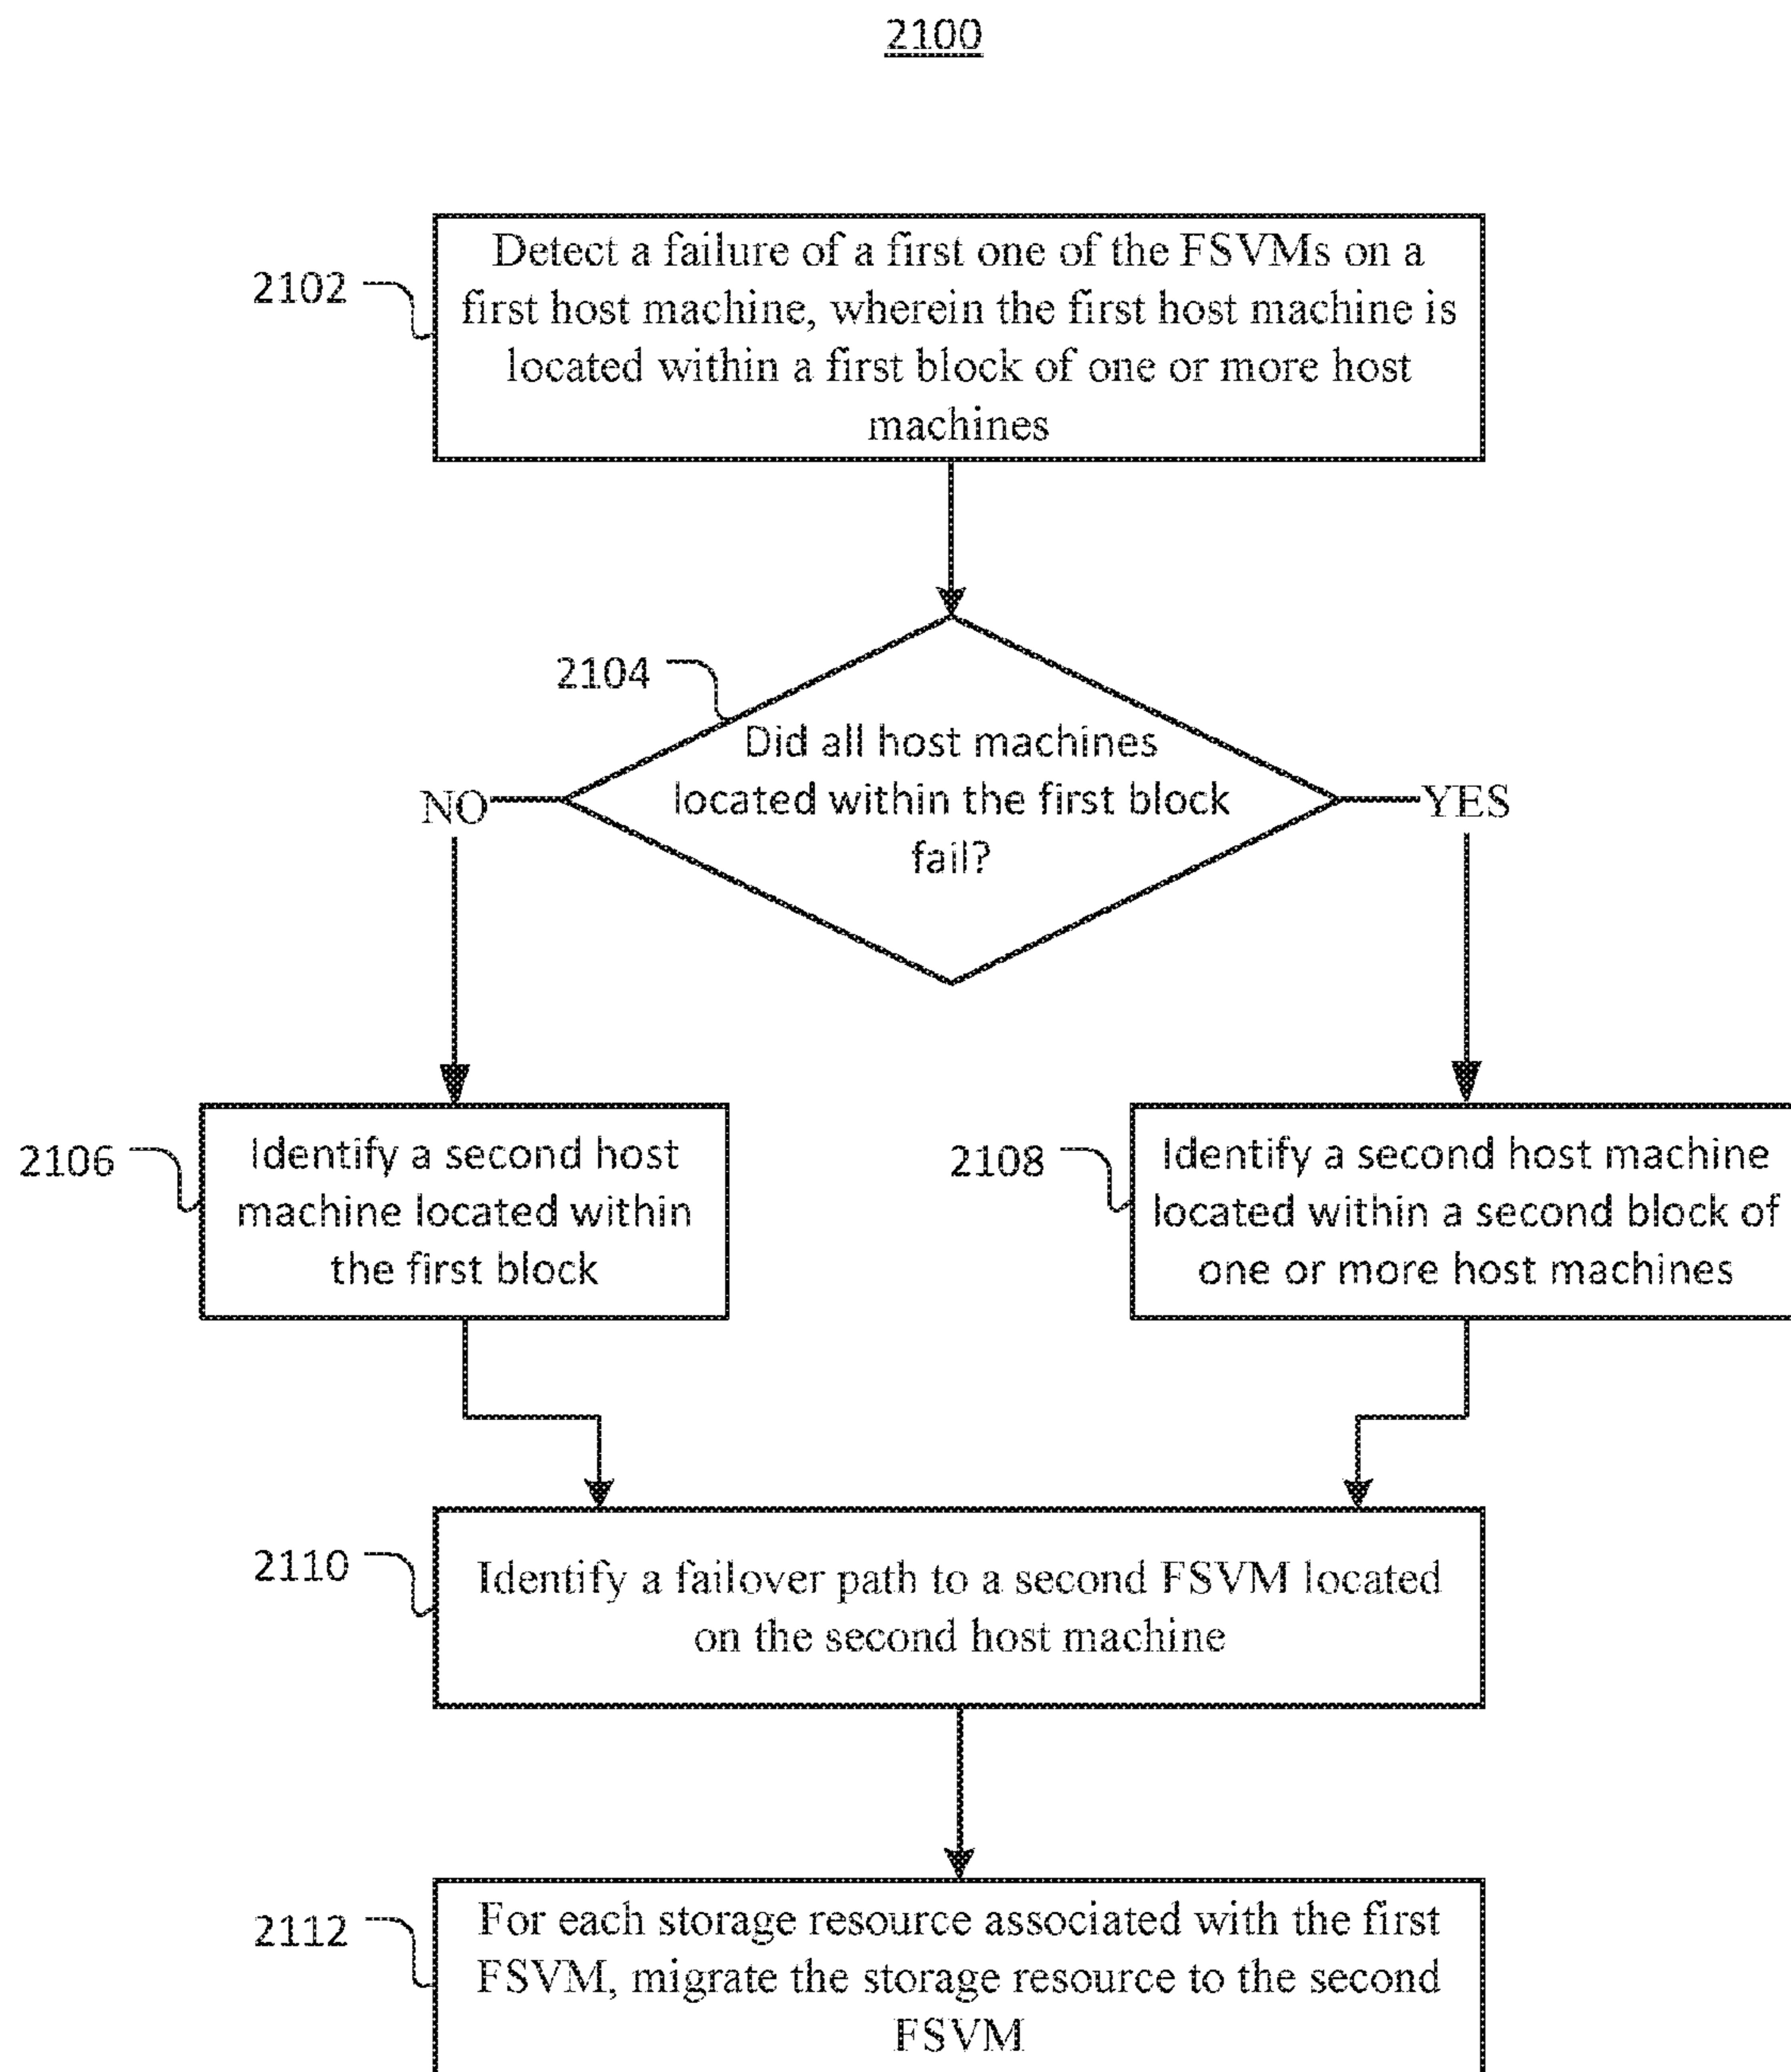 2100
2102
Detect a failure of a first one of the FSVMs on a
first host machine, wherein the first host machine is
located within a first block of one or more host
machines
2104
Did all host machines
located within the first block
fail?
NO
YES
2106
Identify a second host
machine located within
the first block
2108
Identify a second host machine
located within a second block of
one or more host machines
2110
Identify a failover path to a second FSVM located
on the second host machine
2112
For each storage resource associated with the first
FSVM, migrate the storage resource to the second
FSVM